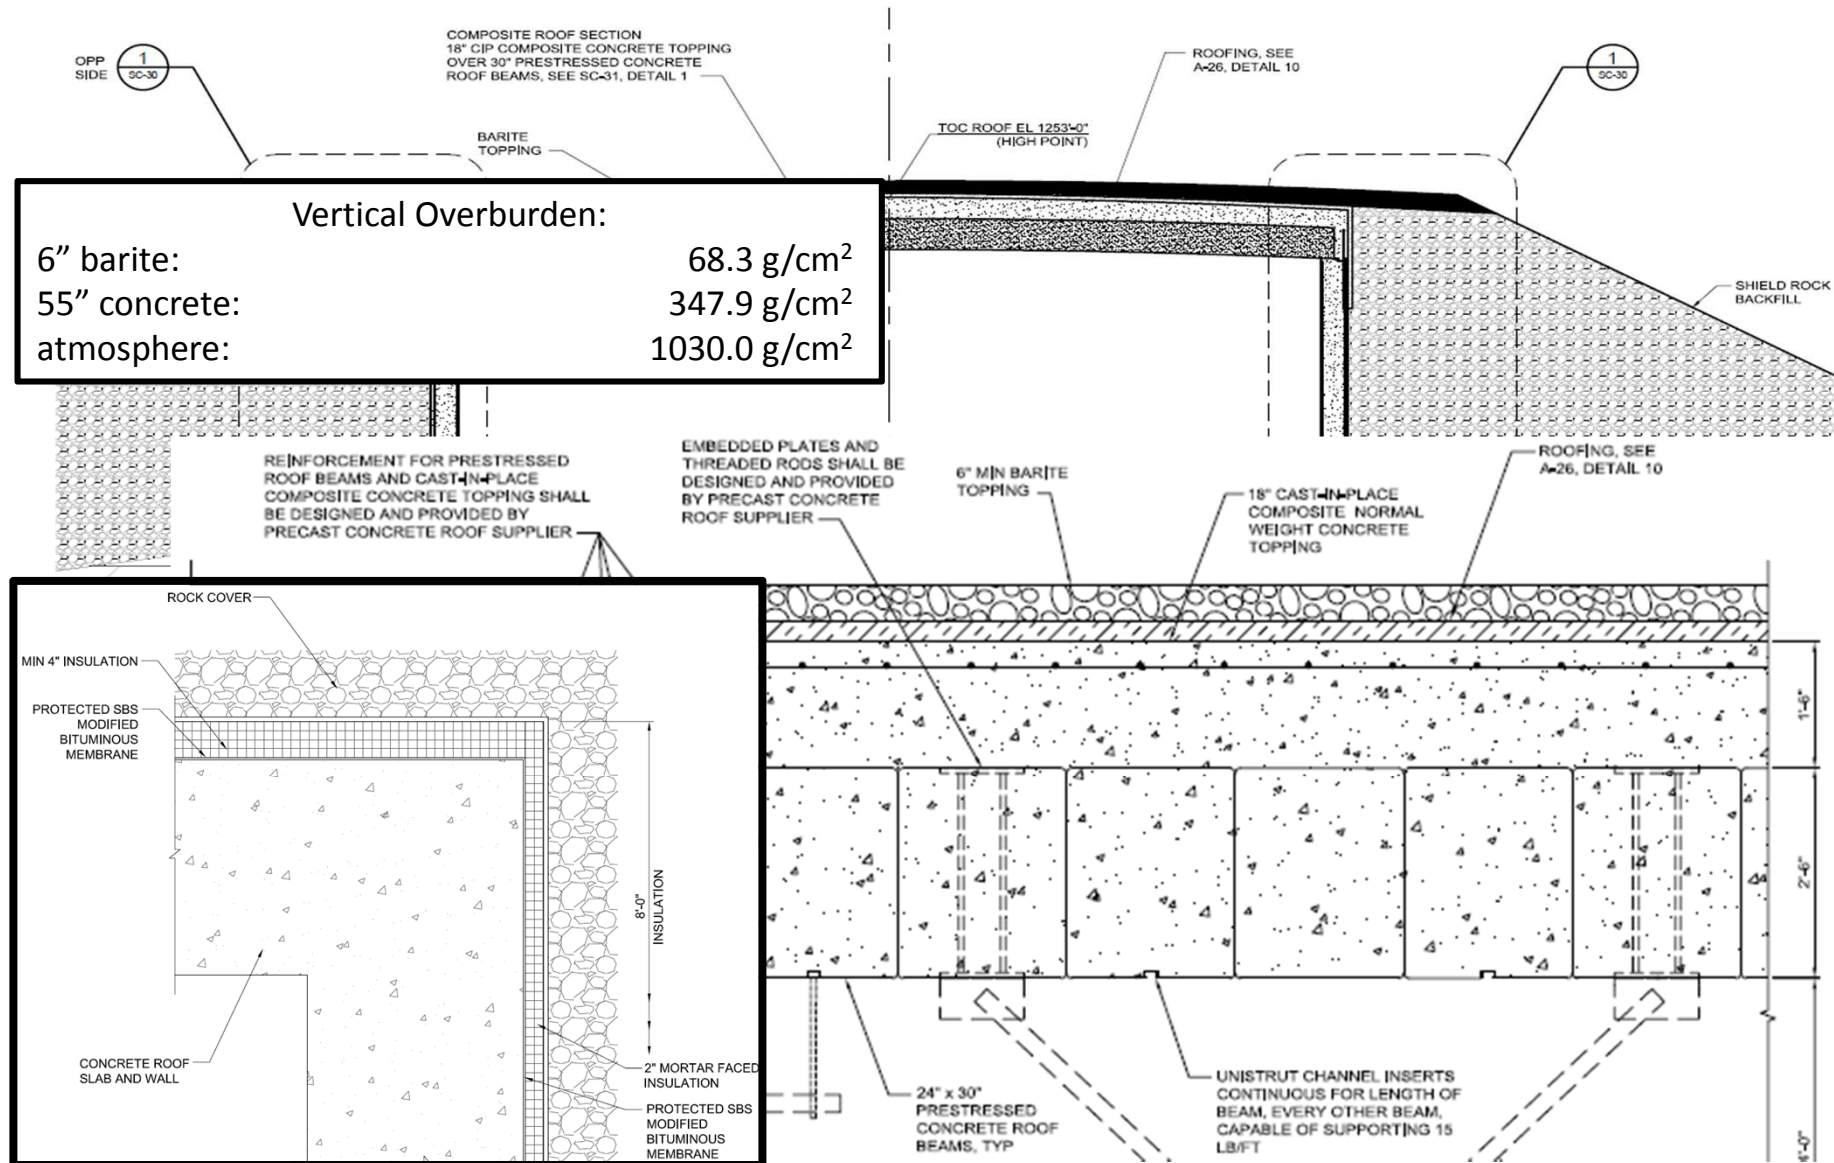 OPP
SIDE
1
SC-30
COMPOSITE ROOF SECTION
18" CIP COMPOSITE CONCRETE TOPPING
OVER 30" PRESTRESSED CONCRETE
ROOF BEAMS, SEE SC-31, DETAIL 1
BARITE
TOPPING
ROOFING, SEE
A-26, DETAIL 10
TOC ROOF EL 1253'-0"
(HIGH POINT)
1
SC-30
SHIELD ROCK
BACKFILL
Vertical Overburden:
6” barite: 68.3 g/cm²
55” concrete: 347.9 g/cm²
atmosphere: 1030.0 g/cm²
REINFORCEMENT FOR PRESTRESSED
ROOF BEAMS AND CAST-IN-PLACE
COMPOSITE CONCRETE TOPPING SHALL
BE DESIGNED AND PROVIDED BY
PRECAST CONCRETE ROOF SUPPLIER
EMBEDDED PLATES AND
THREADED RODS SHALL BE
DESIGNED AND PROVIDED
BY PRECAST CONCRETE
ROOF SUPPLIER
6" MIN BARITE
TOPPING
18" CAST-IN-PLACE
COMPOSITE NORMAL
WEIGHT CONCRETE
TOPPING
ROOFING, SEE
A-26, DETAIL 10
ROCK COVER
MIN 4" INSULATION
PROTECTED SBS
MODIFIED
BITUMINOUS
MEMBRANE
8'-0"
INSULATION
CONCRETE ROOF
SLAB AND WALL
2" MORTAR FACED
INSULATION
PROTECTED SBS
MODIFIED
BITUMINOUS
MEMBRANE
1'-6"
2'-6"
24" x 30"
PRESTRESSED
CONCRETE ROOF
BEAMS, TYP
UNISTRUT CHANNEL INSERTS
CONTINUOUS FOR LENGTH OF
BEAM, EVERY OTHER BEAM,
CAPABLE OF SUPPORTING 15
LB/FT